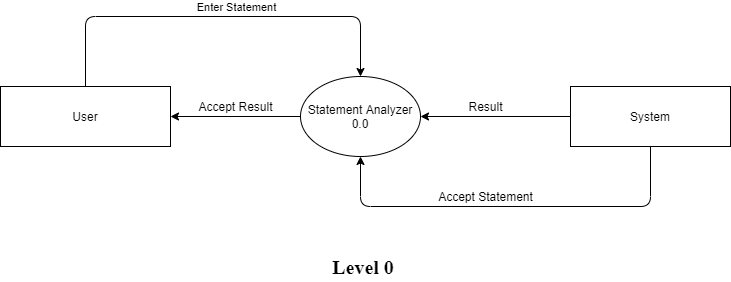 Enter Statement
User
Accept Result
Statement Analyzer
0.0
Result
System
Accept Statement
Level 0